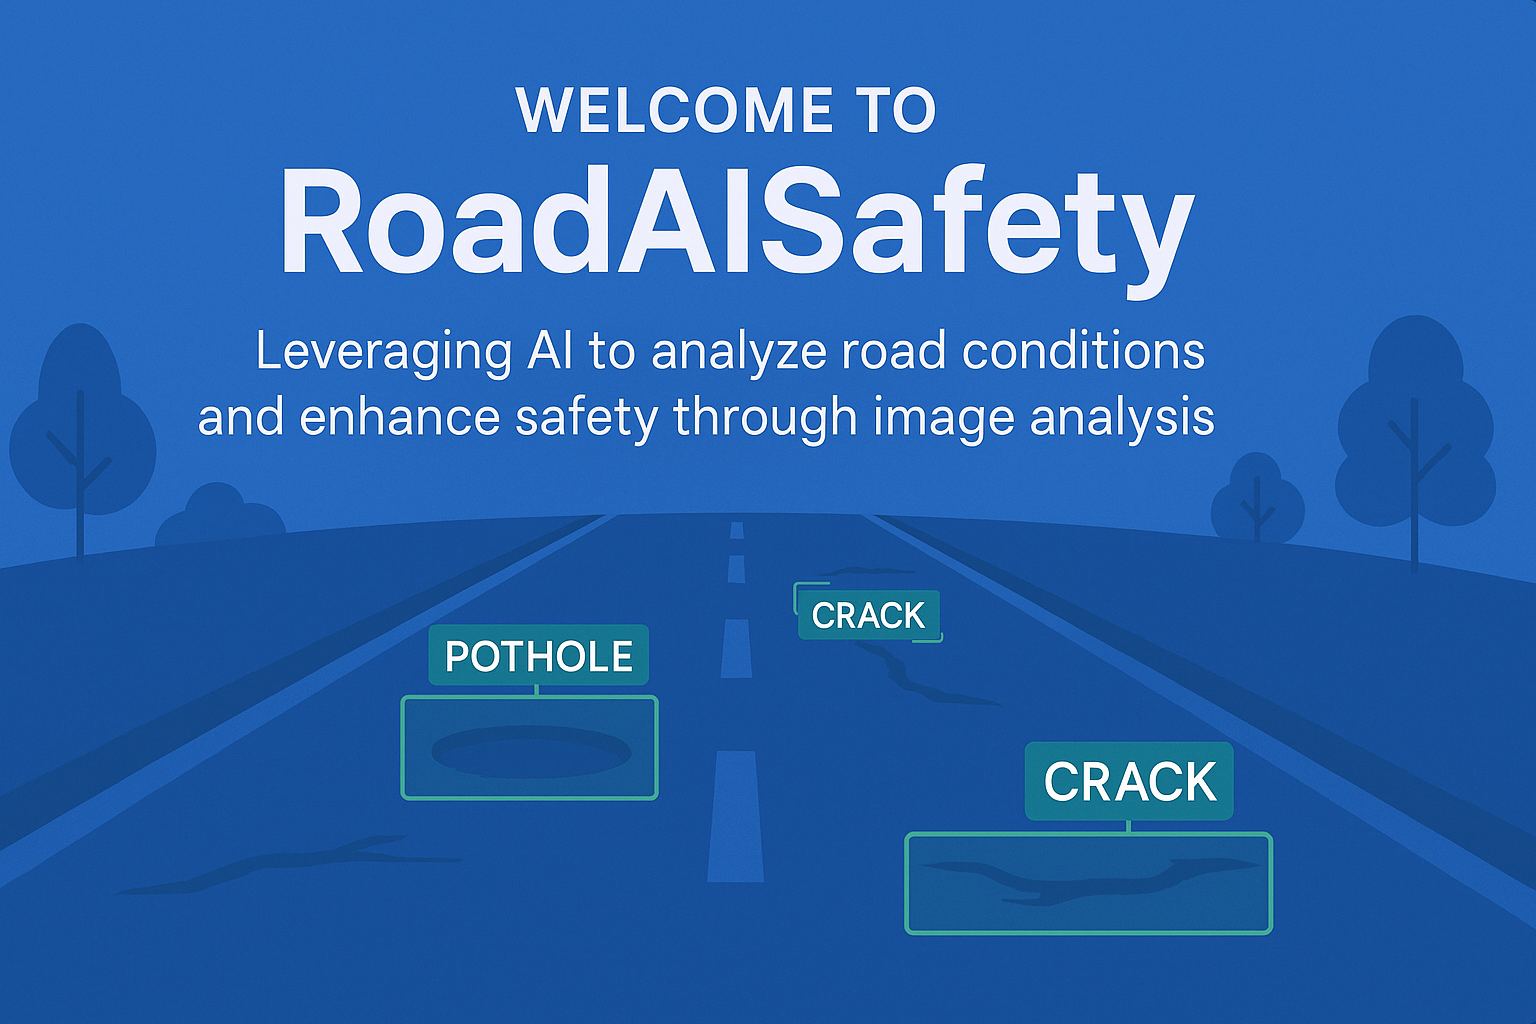 WELCOME TO
RoadAISafety
Leveraging AI to analyze road conditions
and enhance safety through image analysis
CRACK
POTHOLE
CRACK